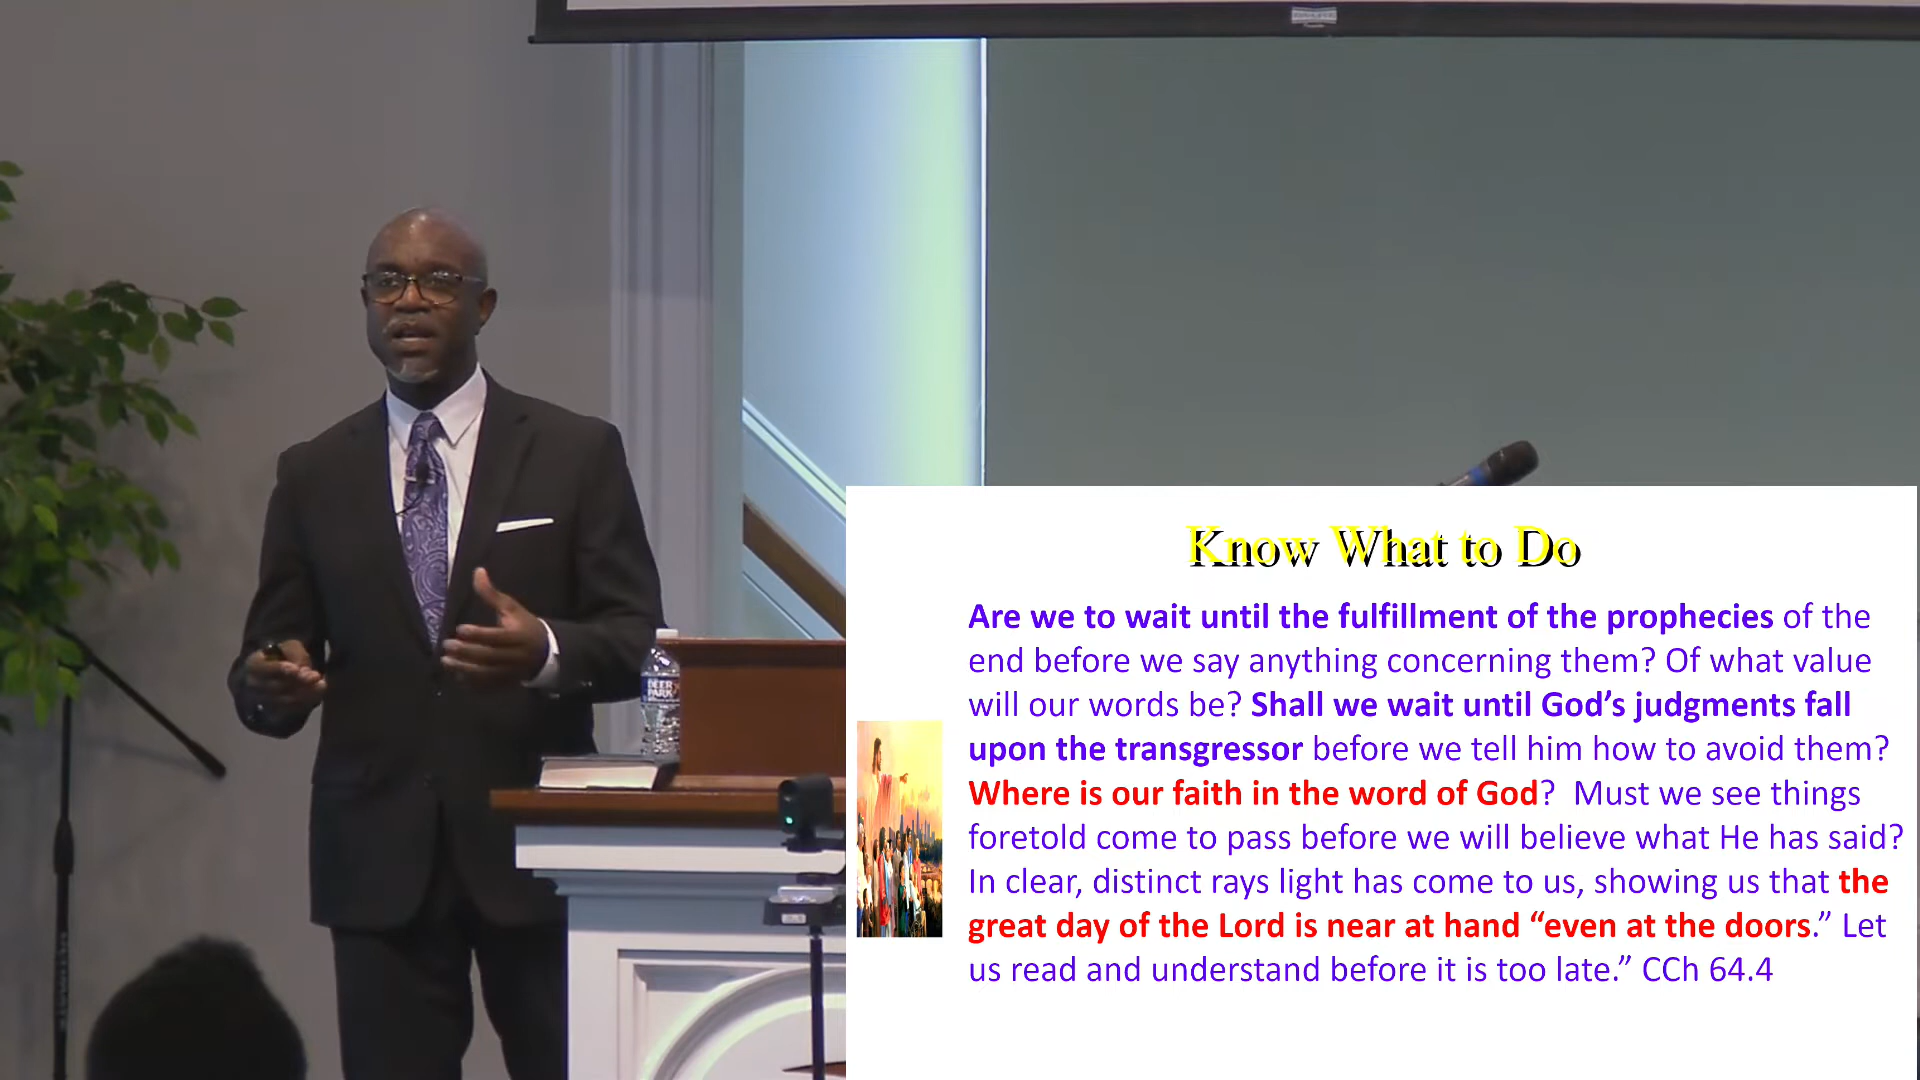 Know What to Do
Are we to wait until the fulfillment of the prophecies of the
end before we say anything concerning them? Of what value
will our words be? Shall we wait until God’s judgments fall
upon the transgressor before we tell him how to avoid them?
Where is our faith in the word of God?  Must we see things
foretold come to pass before we will believe what He has said?
In clear, distinct rays light has come to us, showing us that the
great day of the Lord is near at hand “even at the doors.” Let
us read and understand before it is too late.” CCh 64.4
DEER
PARK